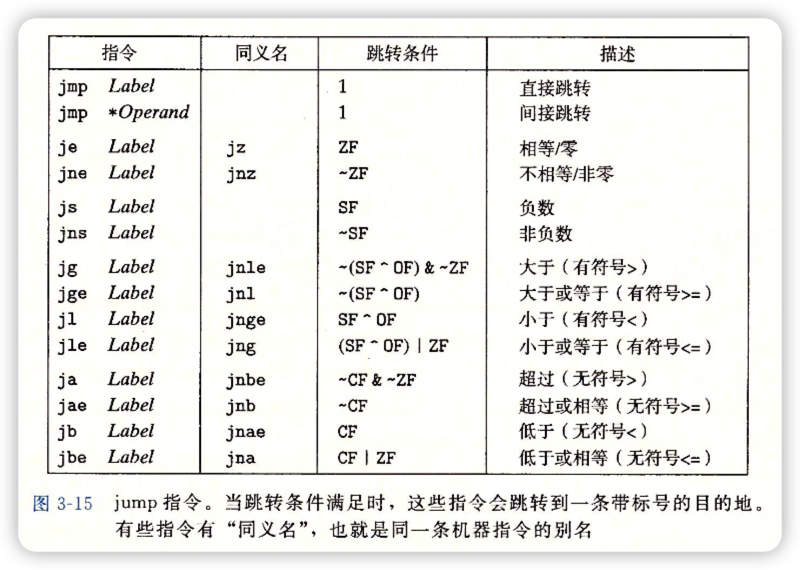 指令 同义名 跳转条件 描述
jmp Label 1 直接跳转
jmp *Operand 1 间接跳转
je Label jz ZF 相等/零
jne Label jnz ~ZF 不相等/非零
js Label SF 负数
jns Label ~SF 非负数
jg Label jnle ~(SF ^ OF) & ~ZF 大于（有符号>）
jge Label jnl ~(SF ^ OF) 大于或等于（有符号>=）
jl Label jnge SF ^ OF 小于（有符号<）
jle Label jng (SF ^ OF) | ZF 小于或等于（有符号<=）
ja Label jnbe ~CF & ~ZF 超过（无符号>）
jae Label jnb ~CF 超过或相等（无符号>=）
jb Label jnae CF 低于（无符号<）
jbe Label jna CF | ZF 低于或相等（无符号<=）
图 3-15 jump 指令。当跳转条件满足时，这些指令会跳转到一条带标号的目的地。
有些指令有“同义名”，也就是同一条机器指令的别名